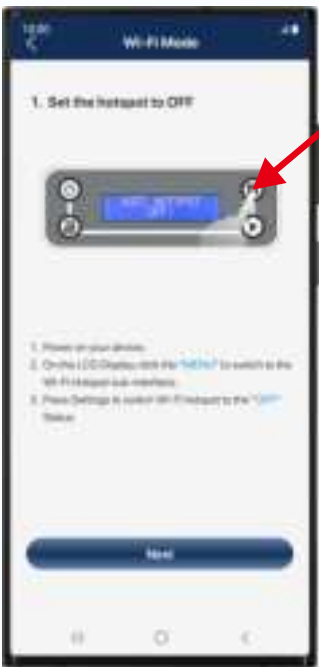 Wi-Fi Mode
1. Set the hotspot to OFF
1. Power on your device.
2. On the LCD Display, click the "MENU" to switch to the
Wi-Fi Hotspot sub-interface.
3. Press Settings to switch Wi-Fi hotspot to the "OFF"
Status.
Next